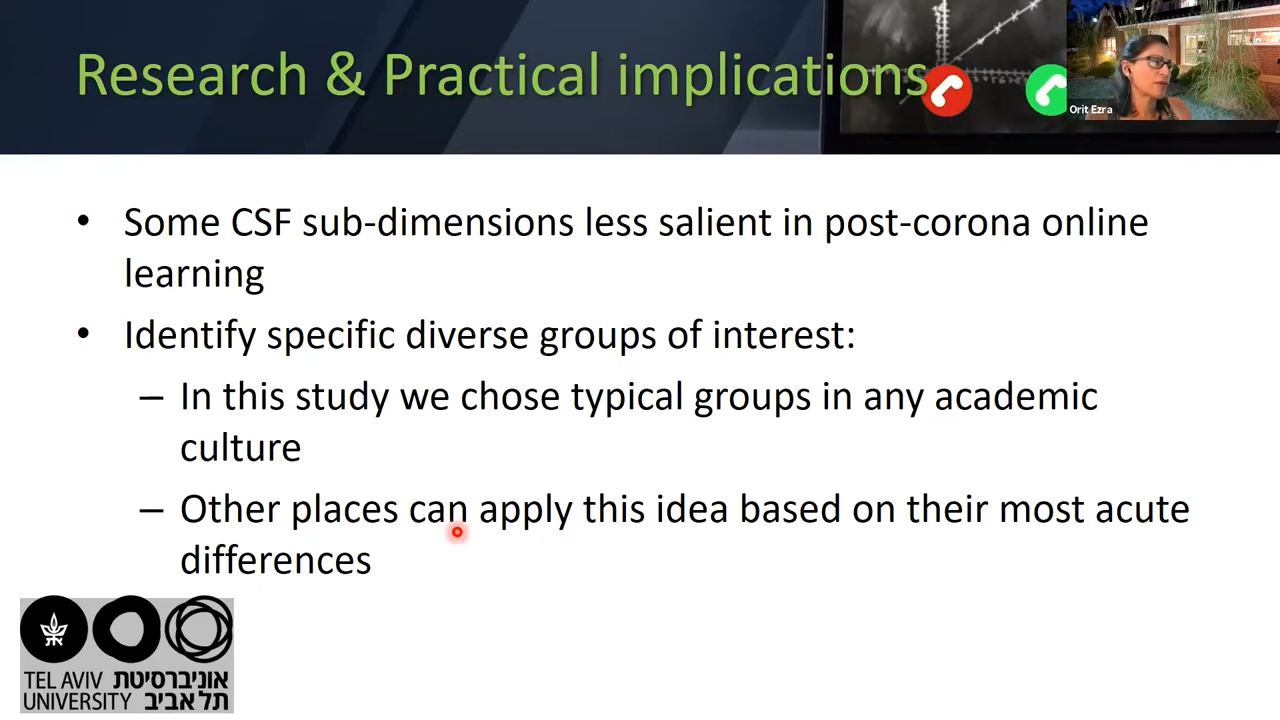 Research & Practical implications
Orit Ezra
• Some CSF sub-dimensions less salient in post-corona online
learning
• Identify specific diverse groups of interest:
– In this study we chose typical groups in any academic
culture
– Other places can apply this idea based on their most acute
differences
TEL AVIV אוניברסיטת
UNIVERSITY תל אביב